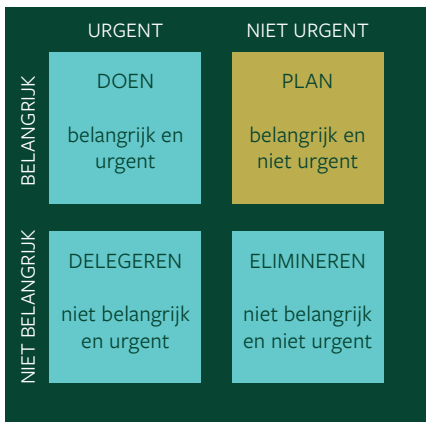 URGENT
NIET URGENT
BELANGRIJK
DOEN
belangrijk en
urgent
PLAN
belangrijk en
niet urgent
NIET BELANGRIJK
DELEGEREN
niet belangrijk
en urgent
ELIMINEREN
niet belangrijk
en niet urgent